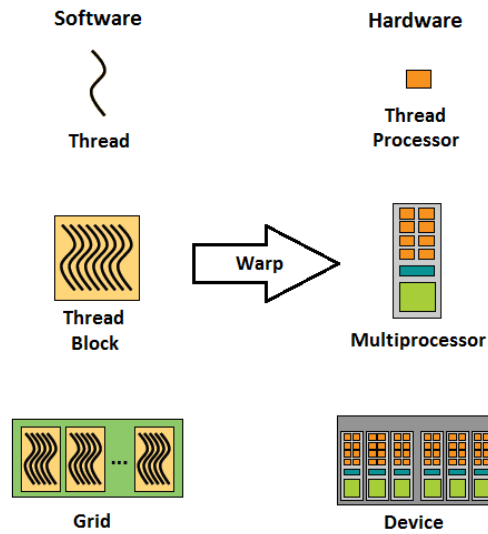 Software
Hardware
Thread
Thread
Processor
Warp
Thread
Block
Multiprocessor
...
Grid
Device